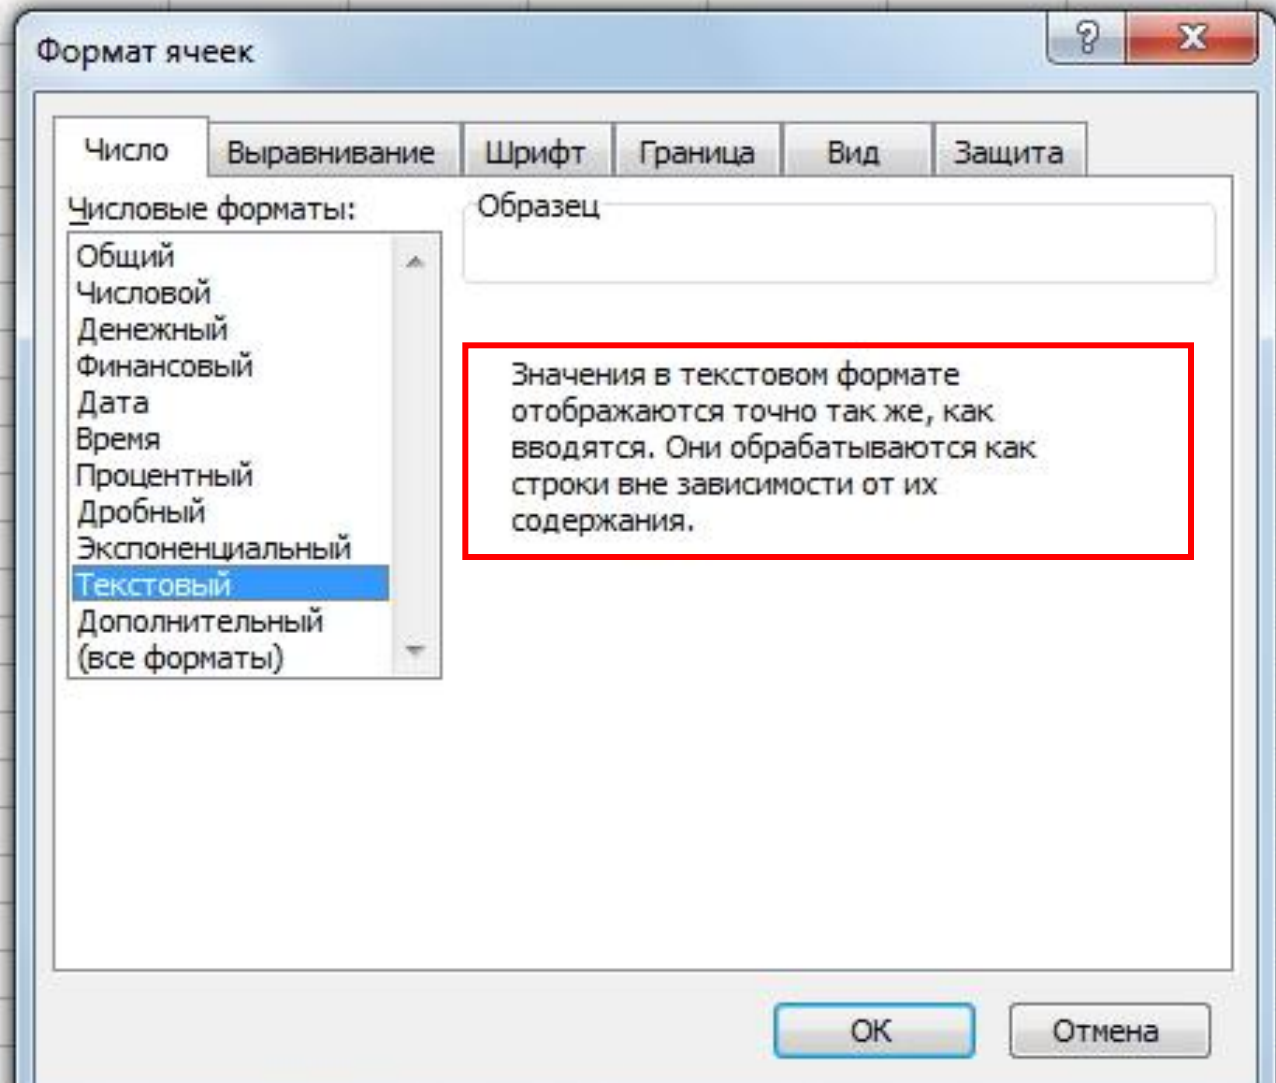 Формат ячеек
?
Число Выравнивание Шрифт Граница Вид Защита
Числовые форматы:
Образец
Общий
Числовой
Денежный
Финансовый
Дата
Время
Процентный
Дробный
Экспоненциальный
Текстовый
Дополнительный
(все форматы)
Значения в текстовом формате
отображаются точно так же, как
вводятся. Они обрабатываются как
строки вне зависимости от их
содержания.
ОК Отмена